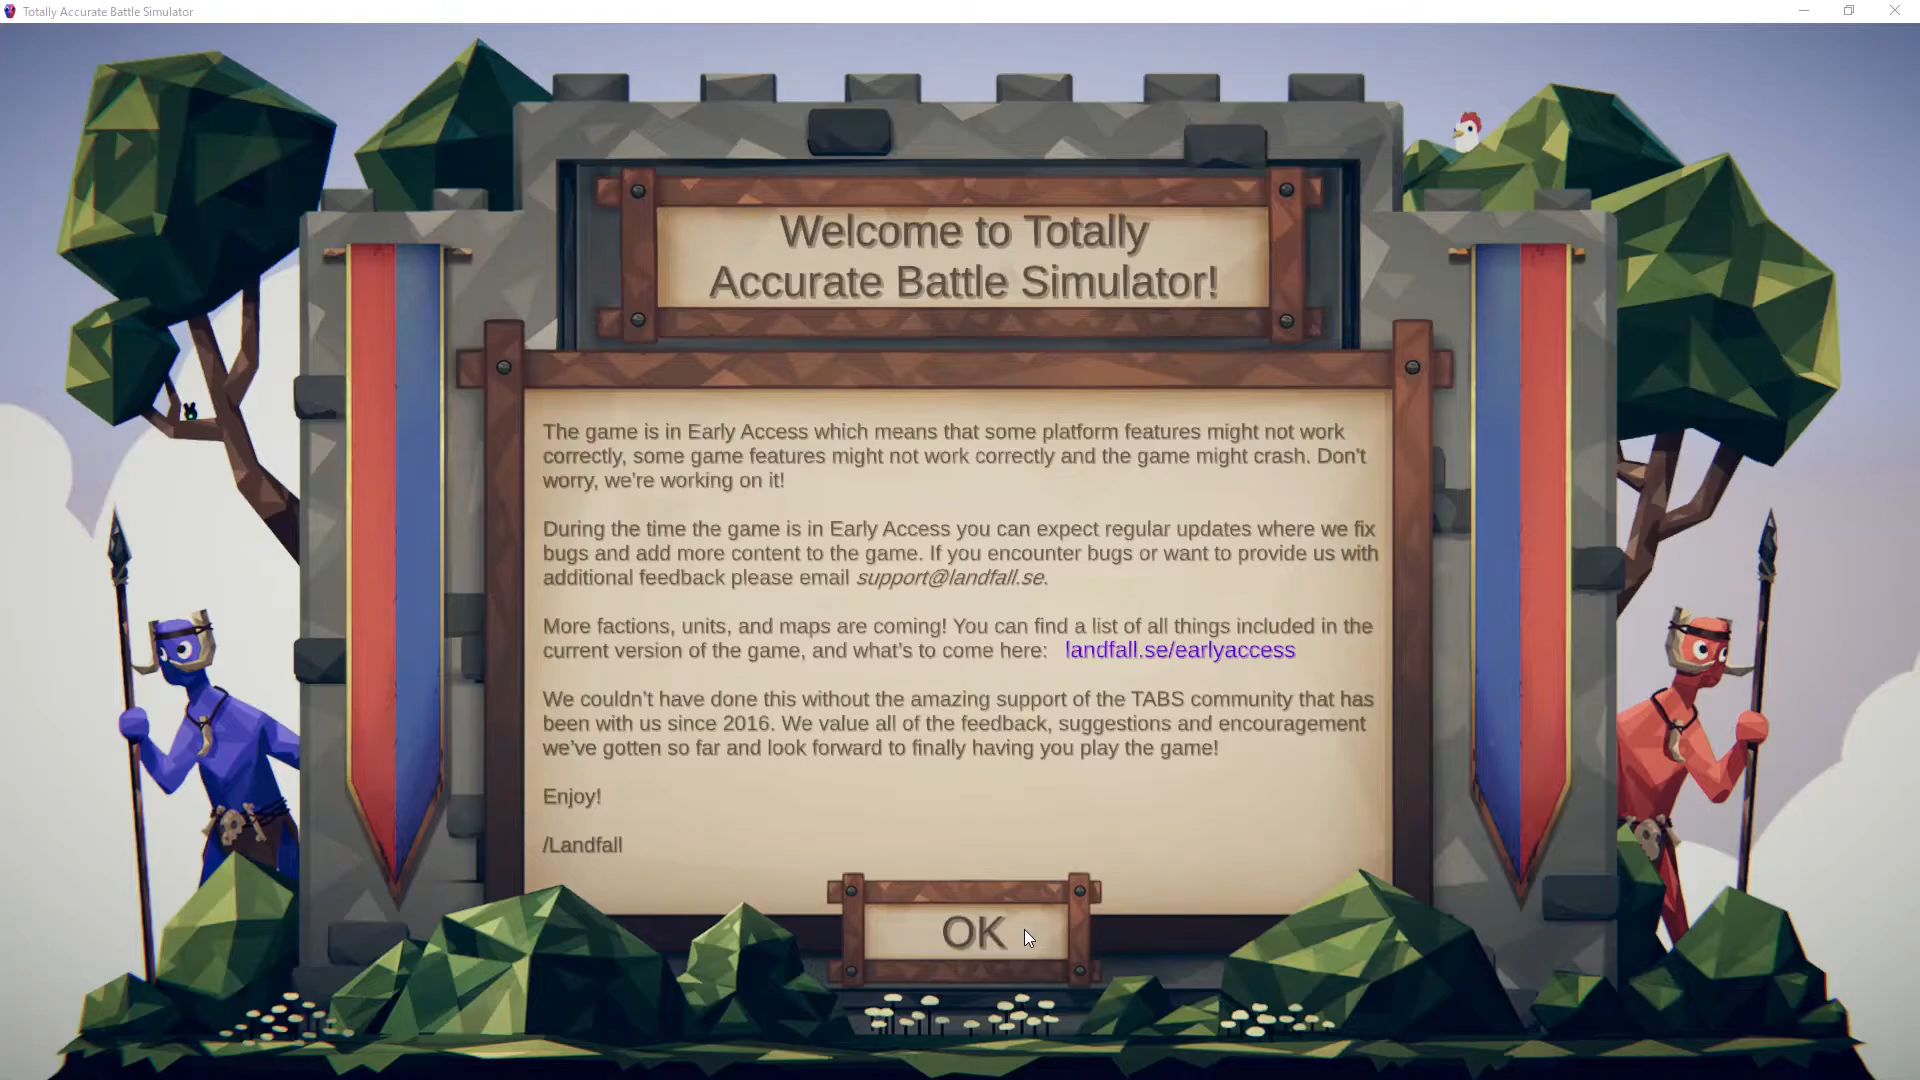 Totally Accurate Battle Simulator
Welcome to Totally
Accurate Battle Simulator!
The game is in Early Access which means that some platform features might not work
correctly, some game features might not work correctly and the game might crash. Don't
worry, we're working on it!
During the time the game is in Early Access you can expect regular updates where we fix
bugs and add more content to the game. If you encounter bugs or want to provide us with
additional feedback please email support@landfall.se.
More factions, units, and maps are coming! You can find a list of all things included in the
current version of the game, and what's to come here: landfall.se/earlyaccess
We couldn't have done this without the amazing support of the TABS community that has
been with us since 2016. We value all of the feedback, suggestions and encouragement
we've gotten so far and look forward to finally having you play the game!
Enjoy!
/Landfall
OK